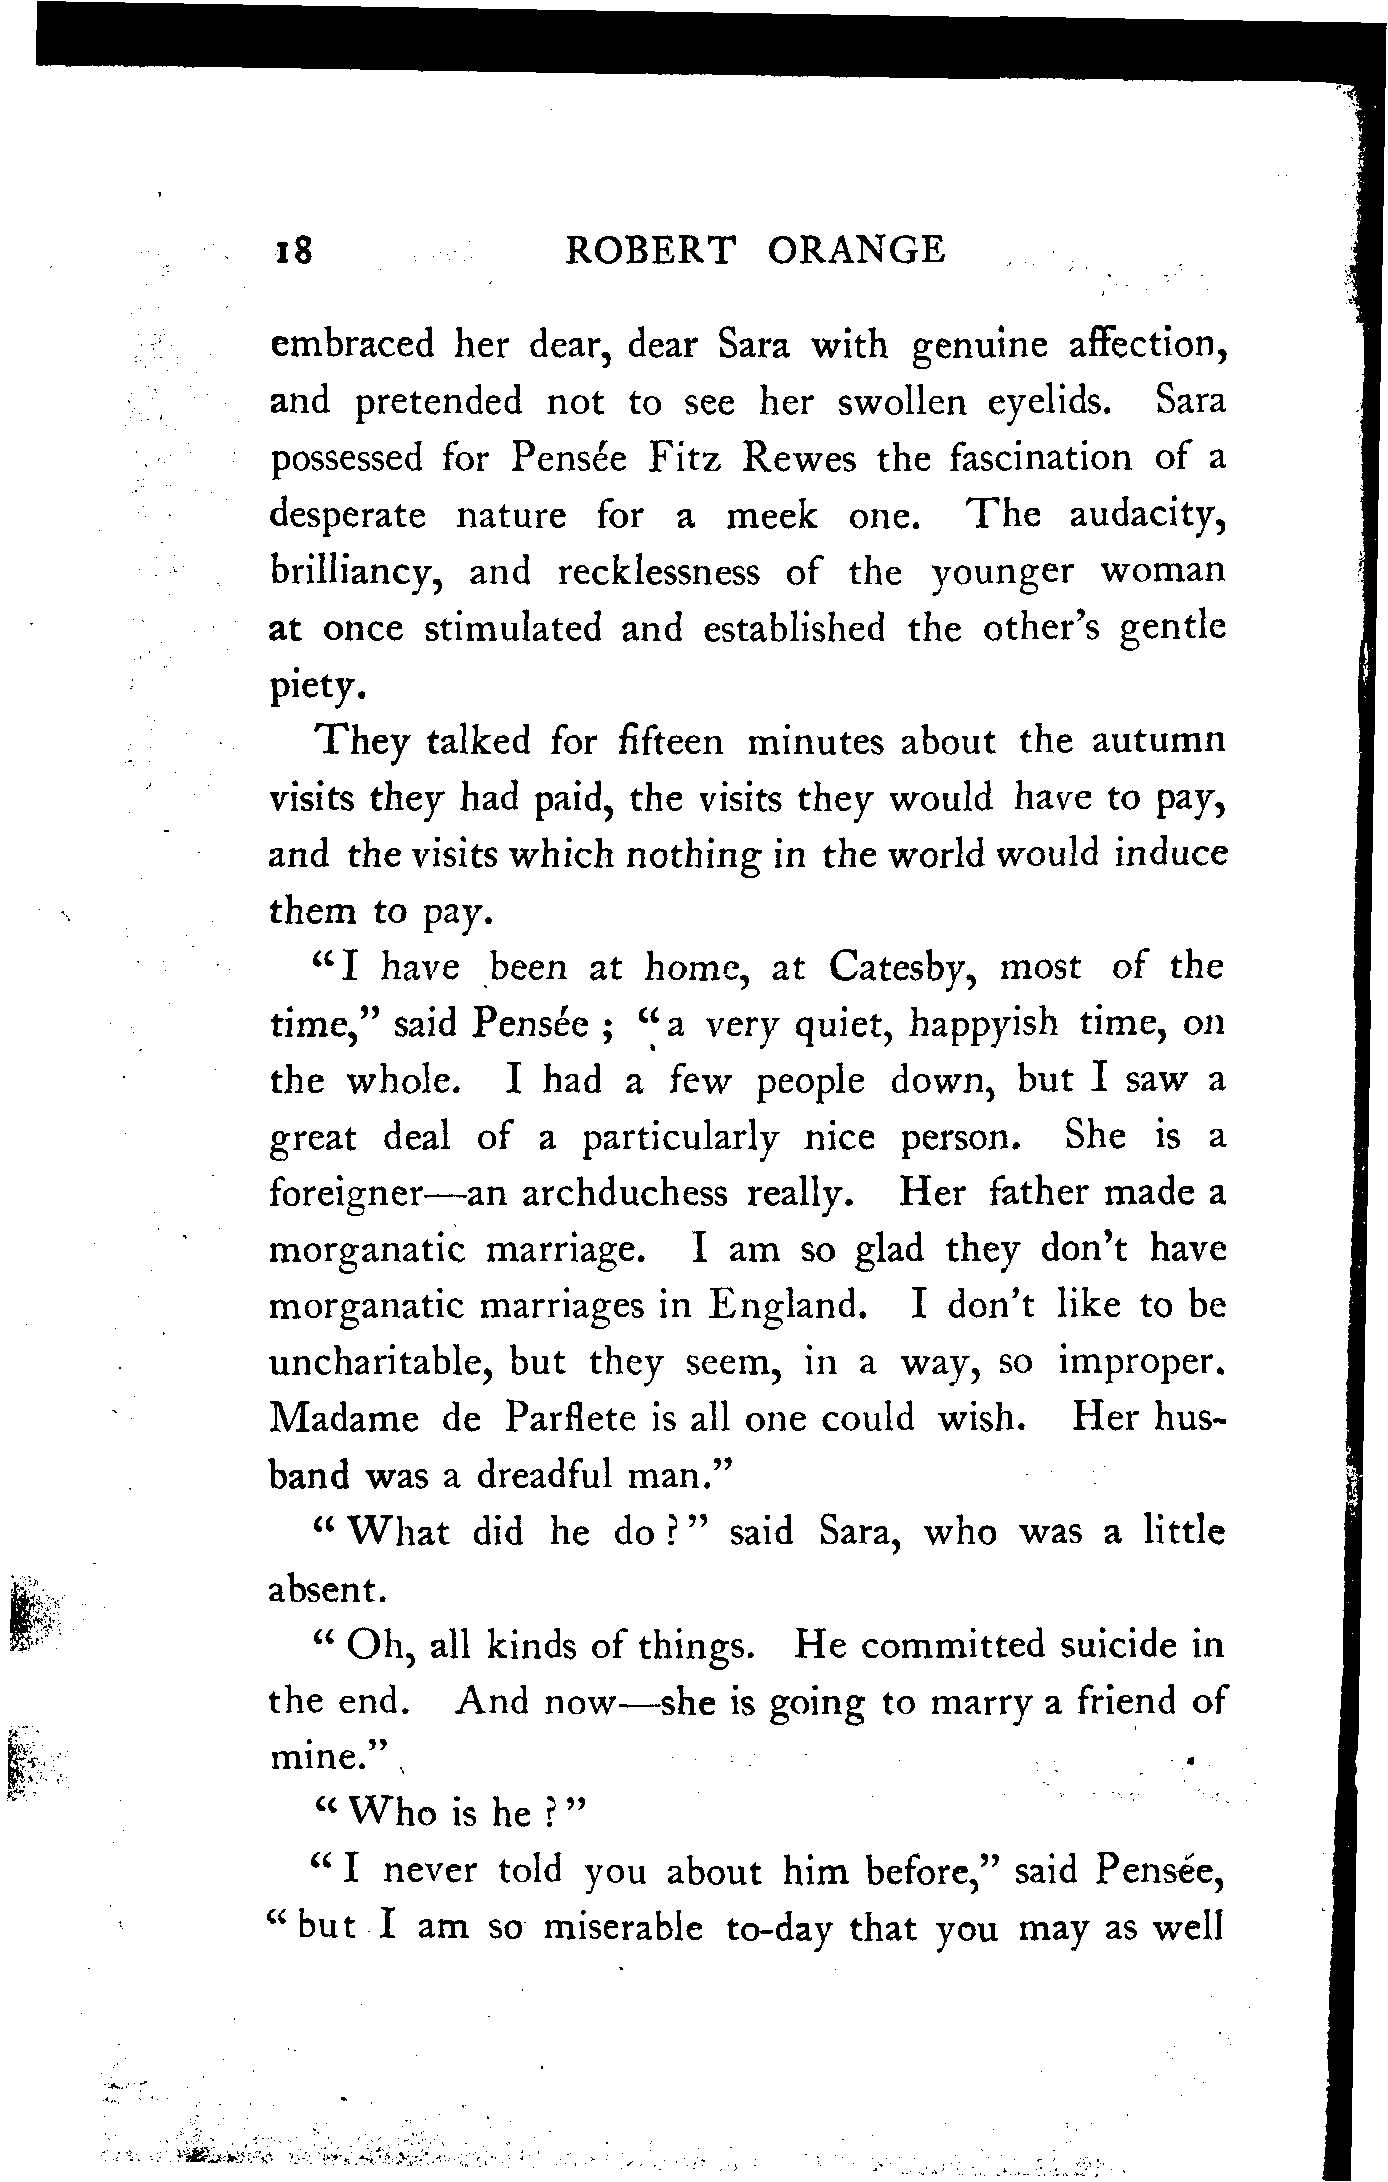 18 ROBERT ORANGE
embraced her dear, dear Sara with genuine affection,
and pretended not to see her swollen eyelids. Sara
possessed for Pensée Fitz Rewes the fascination of a
desperate nature for a meek one. The audacity,
brilliancy, and recklessness of the younger woman
at once stimulated and established the other's gentle
piety.
They talked for fifteen minutes about the autumn
visits they had paid, the visits they would have to pay,
and the visits which nothing in the world would induce
them to pay.
"I have been at home, at Catesby, most of the
time," said Pensée ; "a very quiet, happyish time, on
the whole. I had a few people down, but I saw a
great deal of a particularly nice person. She is a
foreigner—an archduchess really. Her father made a
morganatic marriage. I am so glad they don't have
morganatic marriages in England. I don't like to be
uncharitable, but they seem, in a way, so improper.
Madame de Parflete is all one could wish. Her hus-
band was a dreadful man."
" What did he do ? " said Sara, who was a little
absent.
" Oh, all kinds of things. He committed suicide in
the end. And now—she is going to marry a friend of
mine."
" Who is he ? "
" I never told you about him before," said Pensée,
" but I am so miserable to-day that you may as well